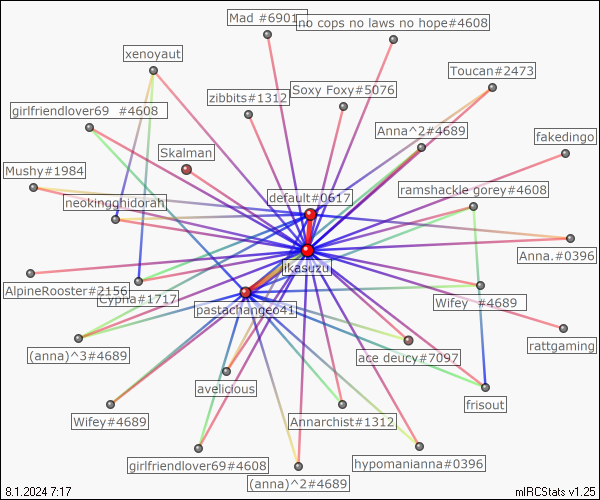 Mad #6901
no cops no laws no hope#4608
xenoyaut
Toucan#2473
zibbits#1312
Soxy Foxy#5076
girlfriendlover69 #4608
Anna^2#4689
fakedingo
Skalman
Mushy#1984
default#0617
ramshackle gorey#4608
neokingghidorah
Anna.#0396
likasuzu
AlpineRooster#2156
Cypha#1717
Wifey #4689
pastachangeo41
rattgaming
(anna)^3#4689
ace deucy#7097
avelicious
frisout
Wifey#4689
Annarchist#1312
girlfriendlover69#4608
hypomanianna#0396
(anna)^2#4689
8.1.2024 7:17
mIRCStats v1.25